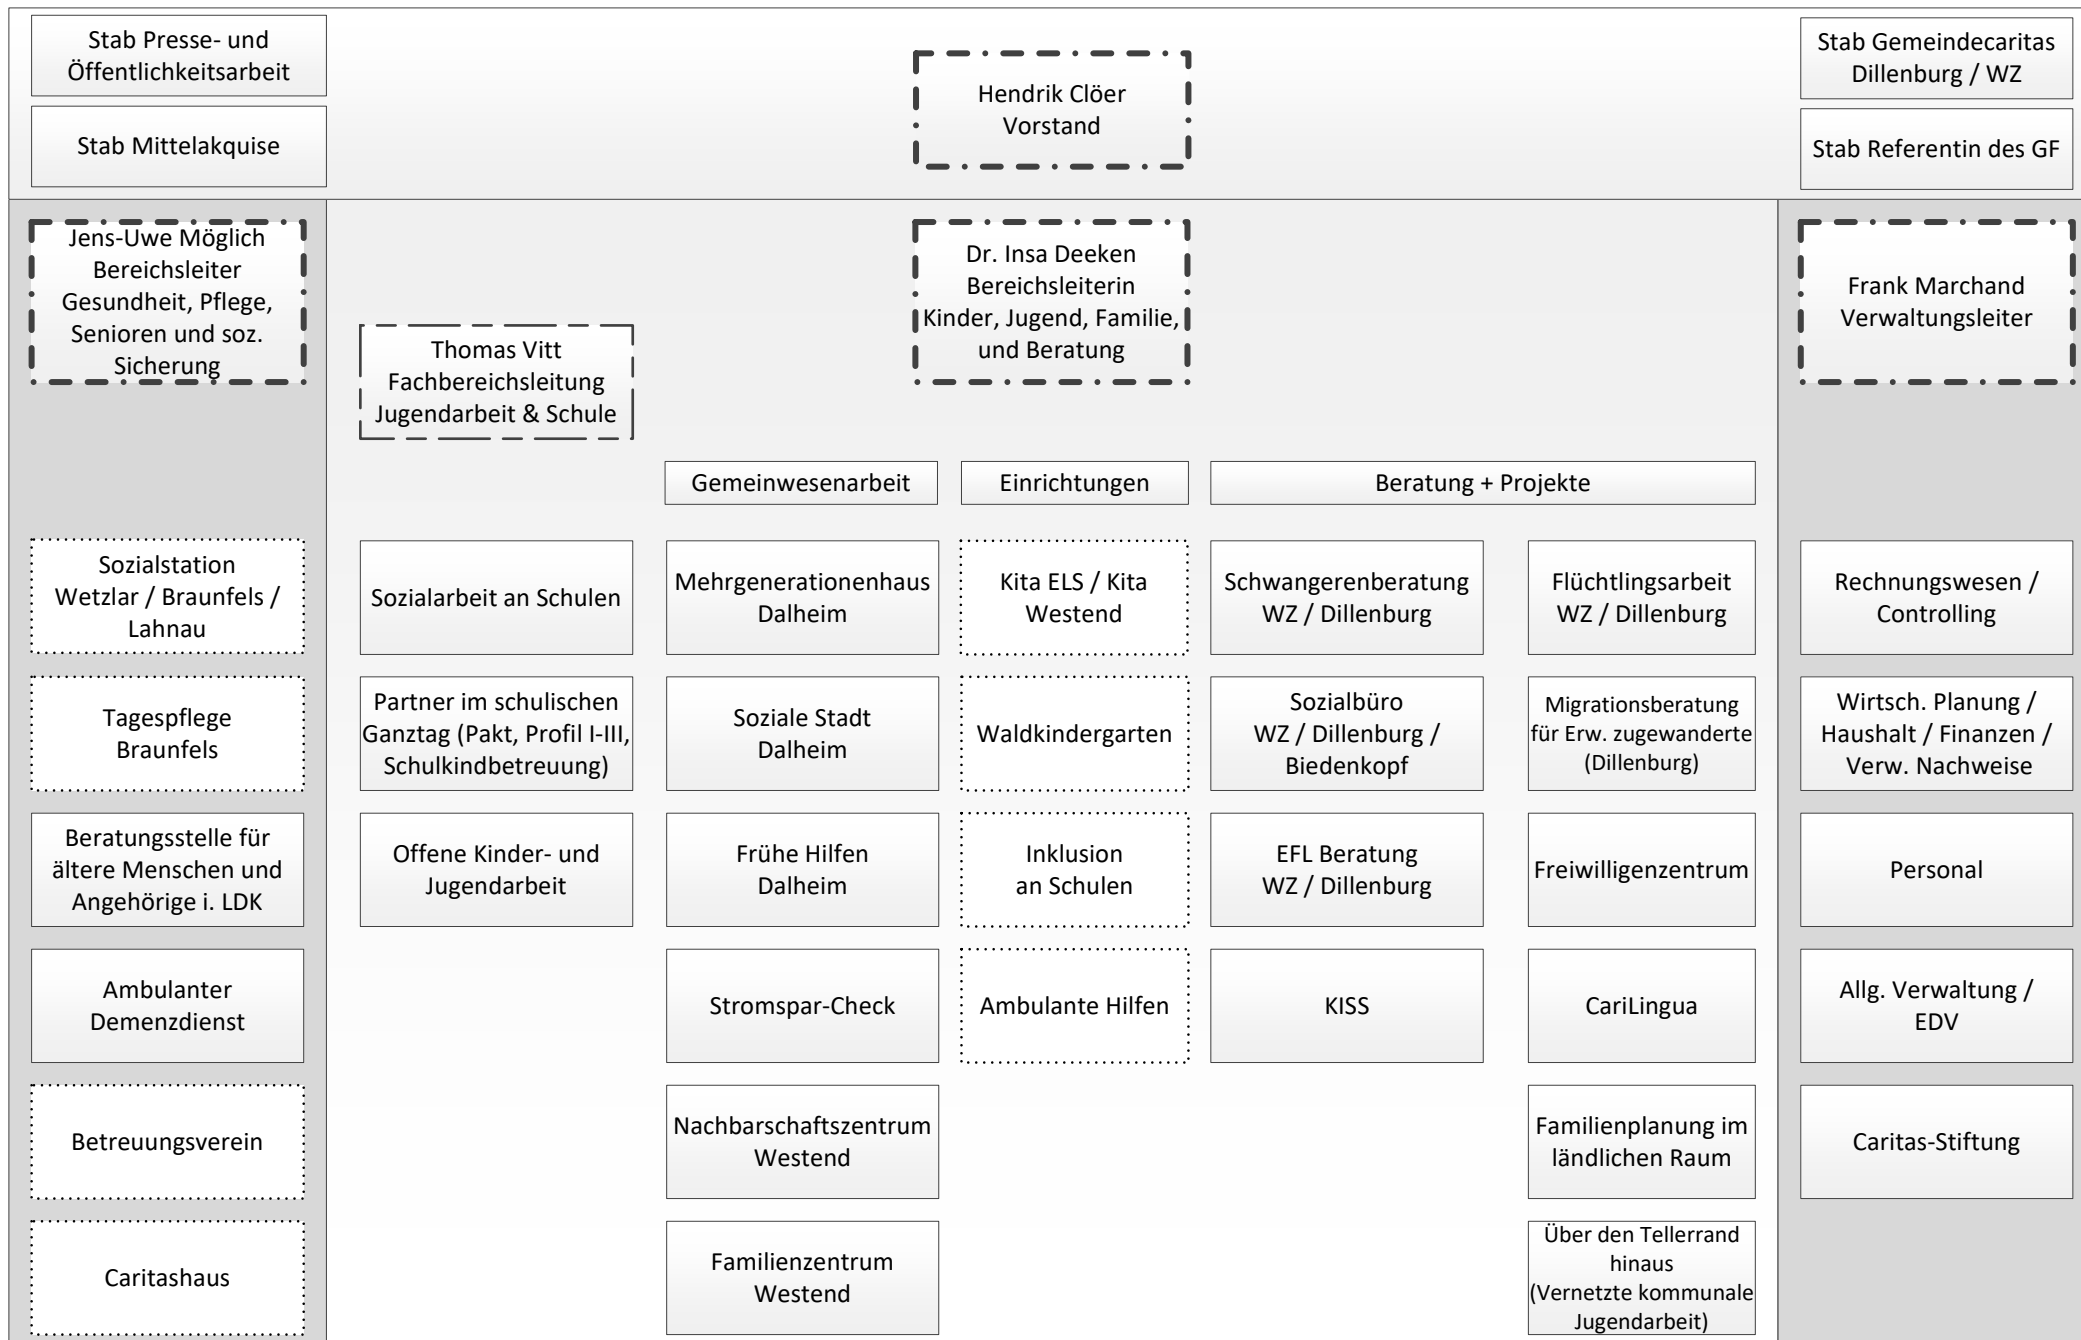 Stab Presse- und
Öffentlichkeitsarbeit
Stab Mittelakquise
Hendrik Clöer
Vorstand
Stab Gemeindecaritas
Dillenburg / WZ
Stab Referentin des GF
Jens-Uwe Möglich
Bereichsleiter
Gesundheit, Pflege,
Senioren und soz.
Sicherung
Thomas Vitt
Fachbereichsleitung
Jugendarbeit & Schule
Dr. Insa Deeken
Bereichsleiterin
Kinder, Jugend, Familie,
und Beratung
Frank Marchand
Verwaltungsleiter
Gemeinwesenarbeit
Einrichtungen
Beratung + Projekte
Sozialstation
Wetzlar / Braunfels /
Lahnau
Sozialarbeit an Schulen
Mehrgenerationenhaus
Dalheim
Kita ELS / Kita
Westend
Schwangerenberatung
WZ / Dillenburg
Flüchtlingsarbeit
WZ / Dillenburg
Rechnungswesen /
Controlling
Tagespflege
Braunfels
Partner im schulischen
Ganztag (Pakt, Profil I-III,
Schulkindbetreuung)
Soziale Stadt
Dalheim
Waldkindergarten
Sozialbüro
WZ / Dillenburg /
Biedenkopf
Migrationsberatung
für Erw. zugewanderte
(Dillenburg)
Wirtsch. Planung /
Haushalt / Finanzen /
Verw. Nachweise
Beratungsstelle für
ältere Menschen und
Angehörige i. LDK
Offene Kinder- und
Jugendarbeit
Frühe Hilfen
Dalheim
Inklusion
an Schulen
EFL Beratung
WZ / Dillenburg
Freiwilligenzentrum
Personal
Ambulanter
Demenzdienst
Stromspar-Check
Ambulante Hilfen
KISS
CariLingua
Allg. Verwaltung /
EDV
Betreuungsverein
Nachbarschaftszentrum
Westend
Familienplanung im
ländlichen Raum
Caritas-Stiftung
Caritashaus
Familienzentrum
Westend
Über den Tellerrand
hinaus
(Vernetzte kommunale
Jugendarbeit)